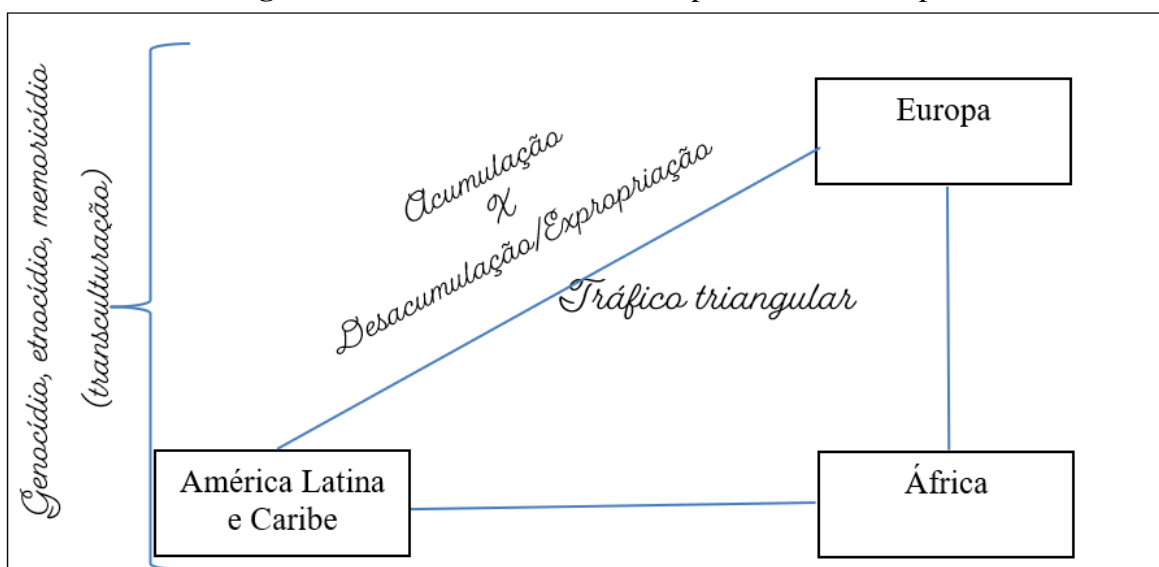 Genocídio, etnocídio, memoricídio
(transculturação)
Acumulação
X
Desacumulação/Expropriação
Tráfico triangular
Europa
América Latina
e Caribe
África